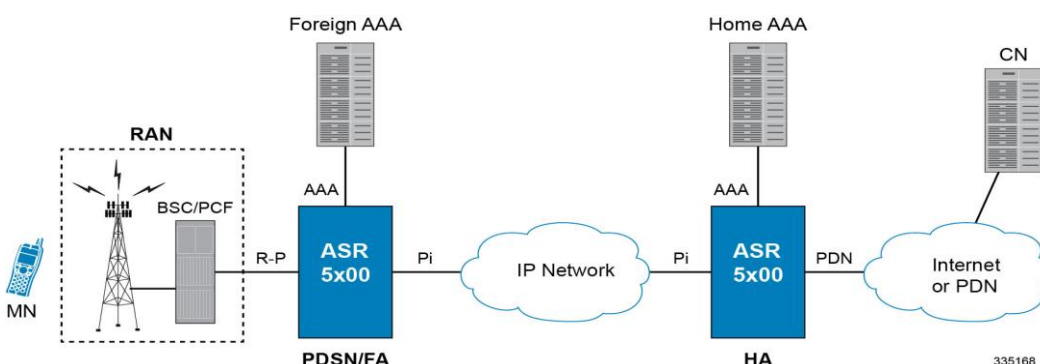 Foreign AAA
Home AAA
CN
RAN
BSC/PCF
AAA
AAA
ASR
5x00
ASR
5x00
R-P
Pi
IP Network
Pi
PDN
Internet
or PDN
MN
PDSN/FA
HA
335168